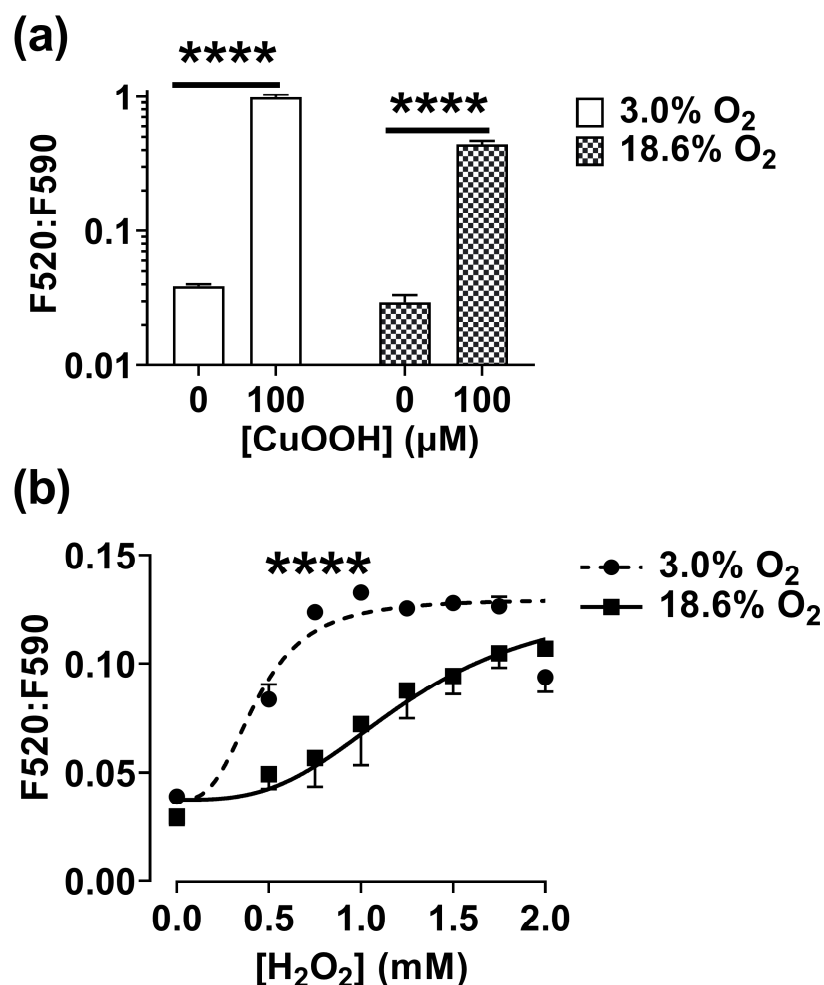 (a)
****
****
1
0.1
0.01
F520:F590
0
100
0
100
[CuOOH] (µM)
3.0% O₂
18.6% O₂
(b)
****
0.15
0.10
0.05
0.00
F520:F590
0.0
0.5
1.0
1.5
2.0
[H₂O₂] (mM)
3.0% O₂
18.6% O₂